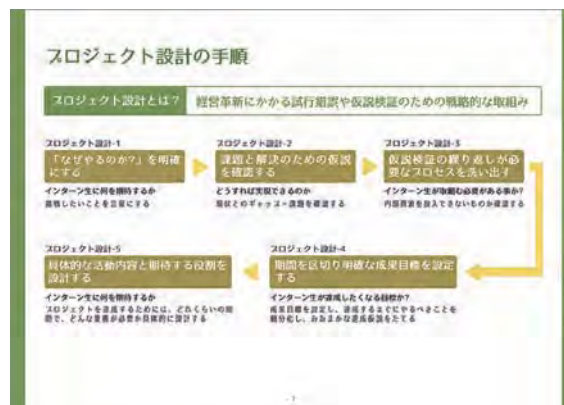 プロジェクト設計の手順
プロジェクト設計とは？ 経営革新にかかる試行錯誤や仮説検証のための戦略的な取組み
プロジェクト設計-1
「なぜやるのか?」を明確
にする
インターン生に何を期待するか
挑戦したいことを言葉にする
プロジェクト設計-2
課題と解決のための仮説
を確認する
どうすれば実現できるのか
現状とのギャップ＝課題を確認する
プロジェクト設計-3
仮説検証の繰り返しが必
要なプロセスを洗い出す
インターン生が取組む必要がある事か?
内部資源を投入できないものか確認する
プロジェクト設計-4
期間を区切り明確な成果目標を設定
する
インターン生が達成したくなる目標か?
成果目標を設定し、達成するまでにやるべきことを
細分化し、おおまかな達成仮説をたてる
プロジェクト設計-5
具体的な活動内容と期待する役割を
設計する
インターン生に何を期待するか
プロジェクトを達成するためには、どれくらいの期
間で、どんな業務が必要か具体的に設計する